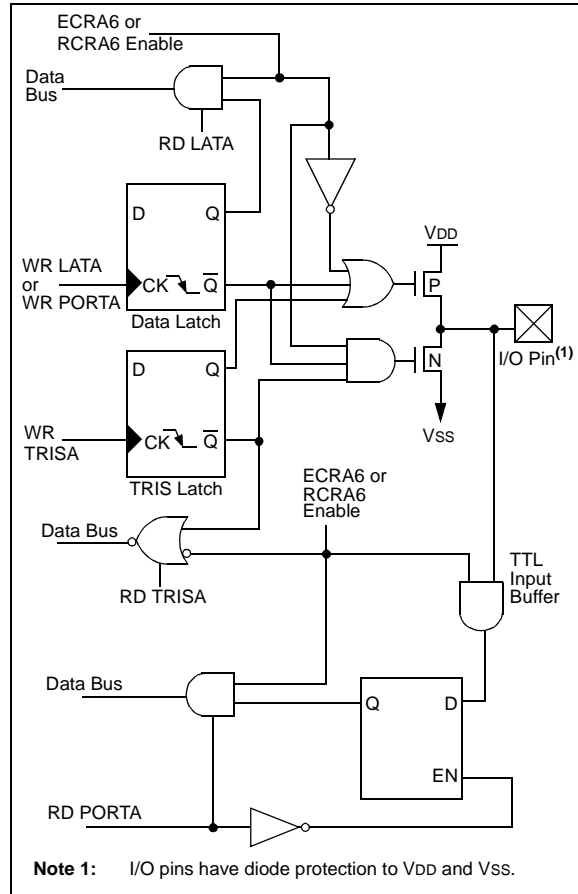 ECRA6 or
RCRA6 Enable
Data
Bus
RD LATA
D Q
VDD
WR LATA
or
WR PORTA
CK Q
P
Data Latch
D Q
N
I/O Pin(1)
WR
TRISA
CK Q
VSS
TRIS Latch
ECRA6 or
RCRA6
Enable
Data Bus
TTL
Input
Buffer
RD TRISA
Data Bus
Q D
EN
RD PORTA
Note 1: I/O pins have diode protection to VDD and VSS.